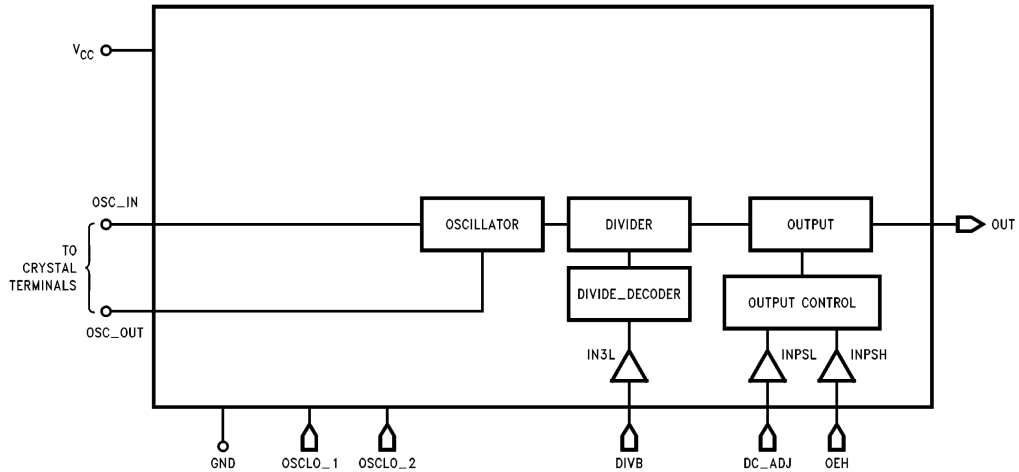 VCC
OSC_IN
OSCILLATOR
DIVIDER
OUTPUT
OUT
TO
CRYSTAL
TERMINALS
DIVIDE_DECODER
OUTPUT CONTROL
OSC_OUT
IN3L
INPSL
INPSH
GND
OSCLO_1
OSCLO_2
DIVB
DC_ADJ
OEH